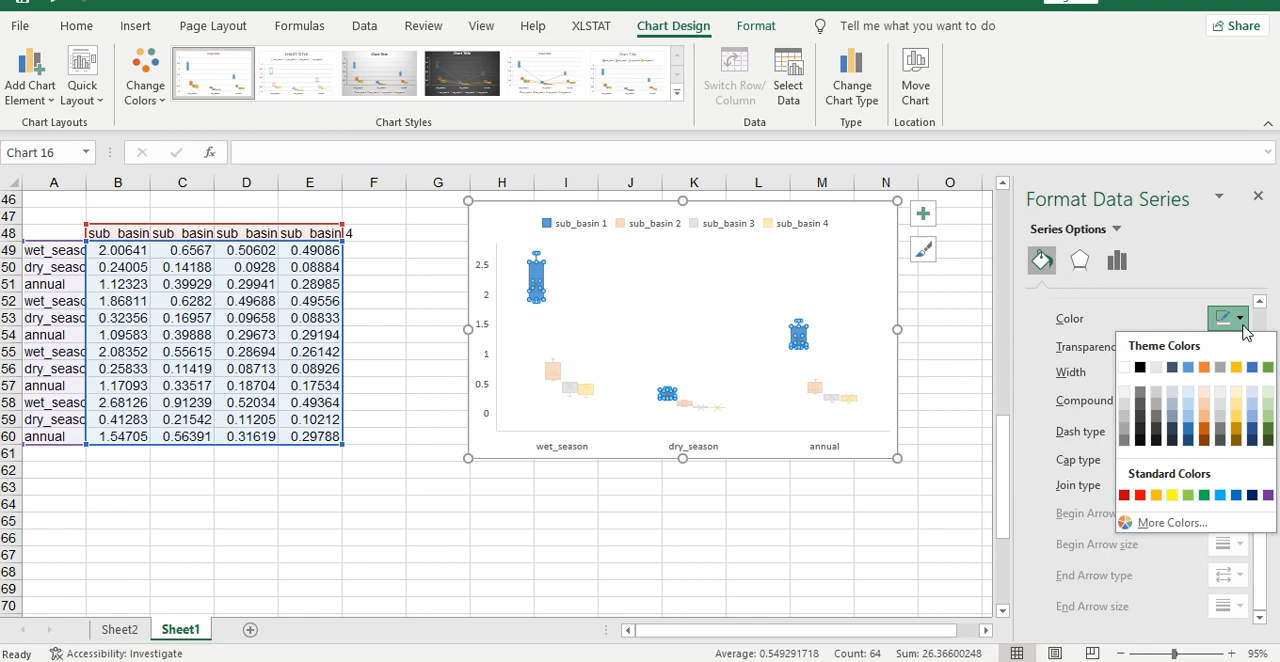 File Home Insert Page Layout Formulas Data Review View Help XLSTAT Chart Design Format Tell me what you want to do Share
Add Chart Element
Quick Layout
Change Colors
Switch Row/ Column
Select Data
Change Chart Type
Move Chart
Chart Layouts Chart Styles Data Type Location
Chart 16 fx
A B C D E F G H I J K L M N O
46
47
48 sub_basin sub_basin sub_basin sub_basin 4
49 wet_seaso 2.00641 0.6567 0.50602 0.49086
50 dry_seaso 0.24005 0.14188 0.0928 0.08884
51 annual 1.12323 0.39929 0.29941 0.28985
52 wet_seaso 1.86811 0.6282 0.49688 0.49556
53 dry_seaso 0.32356 0.16957 0.09658 0.08833
54 annual 1.09583 0.39888 0.29673 0.29194
55 wet_seaso 2.08352 0.55615 0.28694 0.26142
56 dry_seaso 0.25833 0.11419 0.08713 0.08926
57 annual 1.17093 0.33517 0.18704 0.17534
58 wet_seaso 2.68126 0.91239 0.52034 0.49364
59 dry_seaso 0.41283 0.21542 0.11205 0.10212
60 annual 1.54705 0.56391 0.31619 0.29788
61
62
63
64
65
66
67
68
69
70
sub_basin 1 sub_basin 2 sub_basin 3 sub_basin 4
2.5
2
1.5
1
0.5
0
wet_season dry_season annual
Format Data Series
Series Options
Color
Transparenc
Width
Compound
Dash type
Cap type
Join type
Begin Arrow
Begin Arrow size
End Arrow type
End Arrow size
Theme Colors
Standard Colors
More Colors...
Sheet2 Sheet1
Ready Accessibility: Investigate Average: 0.549291718 Count: 64 Sum: 26.36600248 95%